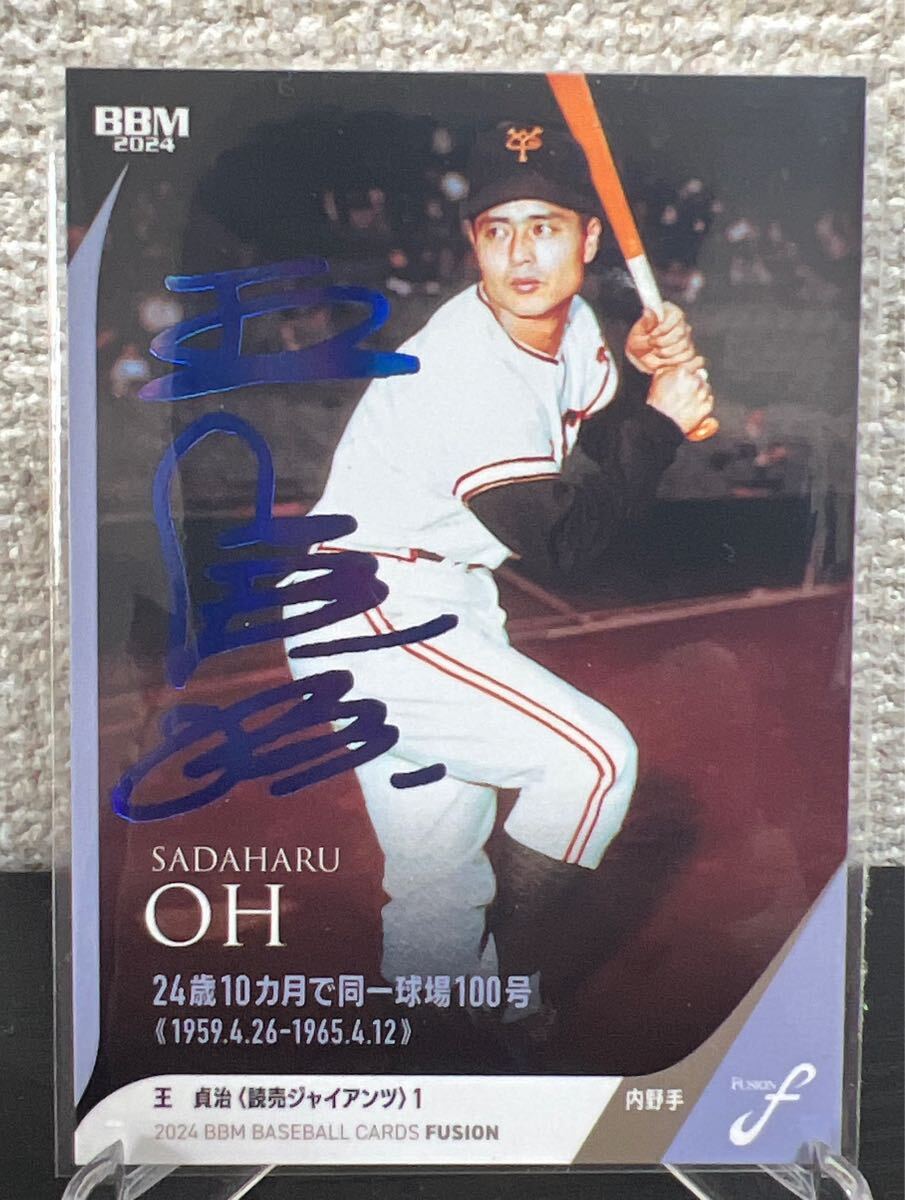 BBM
2024
YG
王
貞
治
SADAHARU
OH
24歳10カ月で同一球場100号
《1959.4.26-1965.4.12》
王 貞治〈読売ジャイアンツ〉1
内野手
2024 BBM BASEBALL CARDS FUSION
FUSION
f